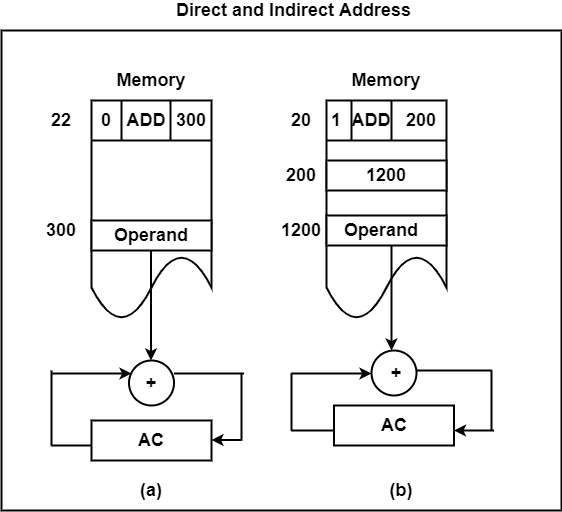 Direct and Indirect Address
Memory
22 0 ADD 300
300 Operand
+
AC
(a)
Memory
20 1 ADD 200
200 1200
1200 Operand
+
AC
(b)